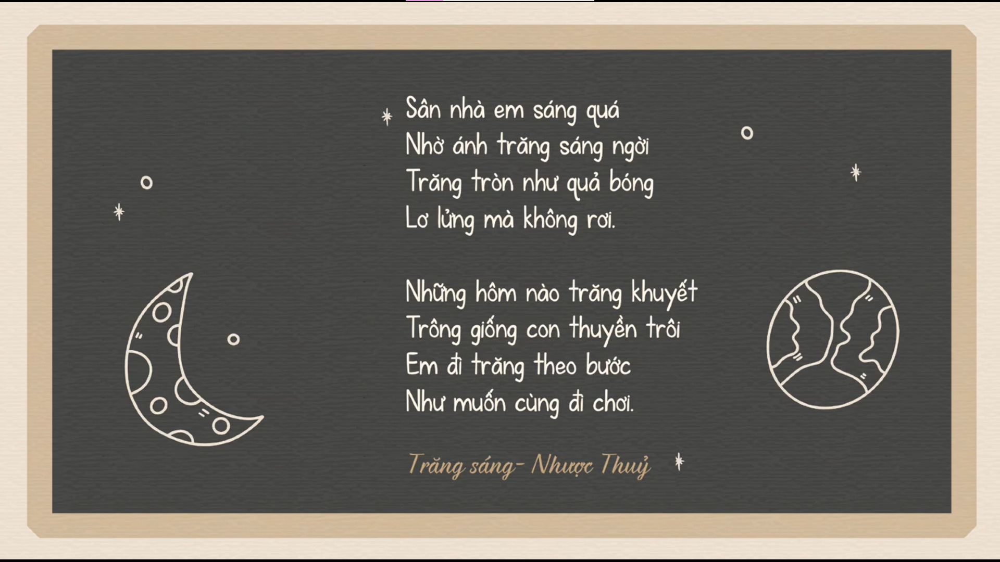 Sân nhà em sáng quá
Nhờ ánh trăng sáng ngời
Trăng tròn như quả bóng
Lơ lửng mà không rơi.
Những hôm nào trăng khuyết
Trông giống con thuyền trôi
Em đi trăng theo bước
Như muốn cùng đi chơi.
Trăng sáng- Nhược Thuỷ